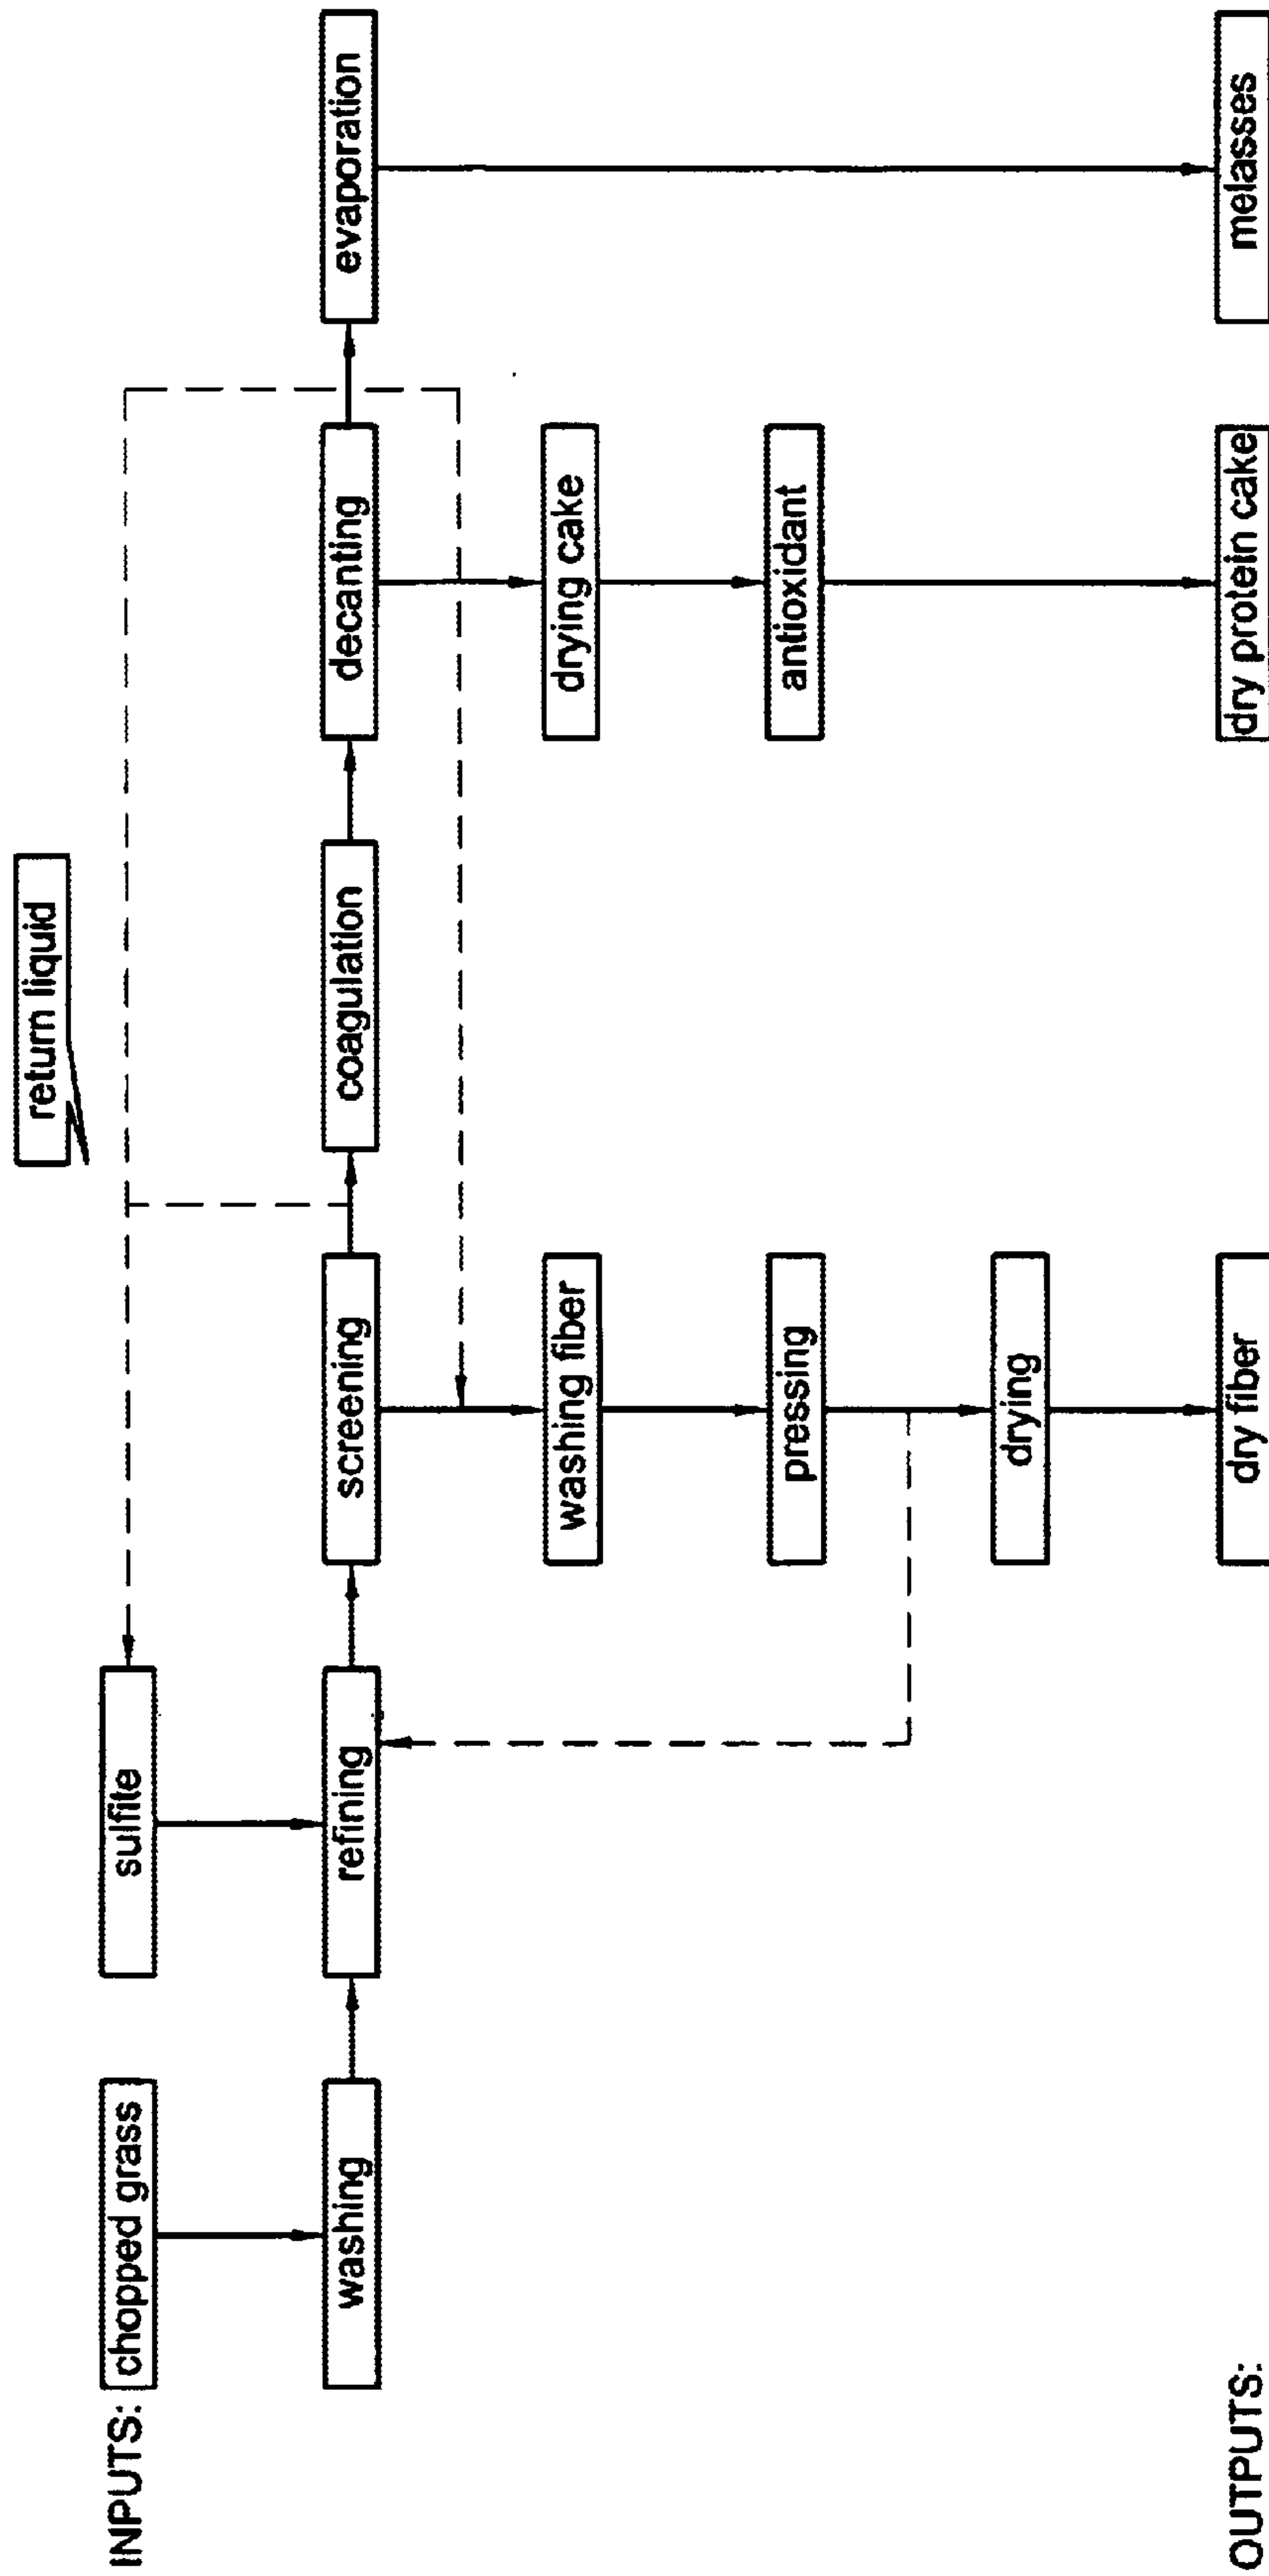 return liquid
INPUTS:
chopped grass
sulfite
washing
refining
screening
coagulation
decanting
evaporation
washing fiber
drying cake
pressing
antioxidant
drying
OUTPUTS:
dry fiber
dry protein cake
melasses